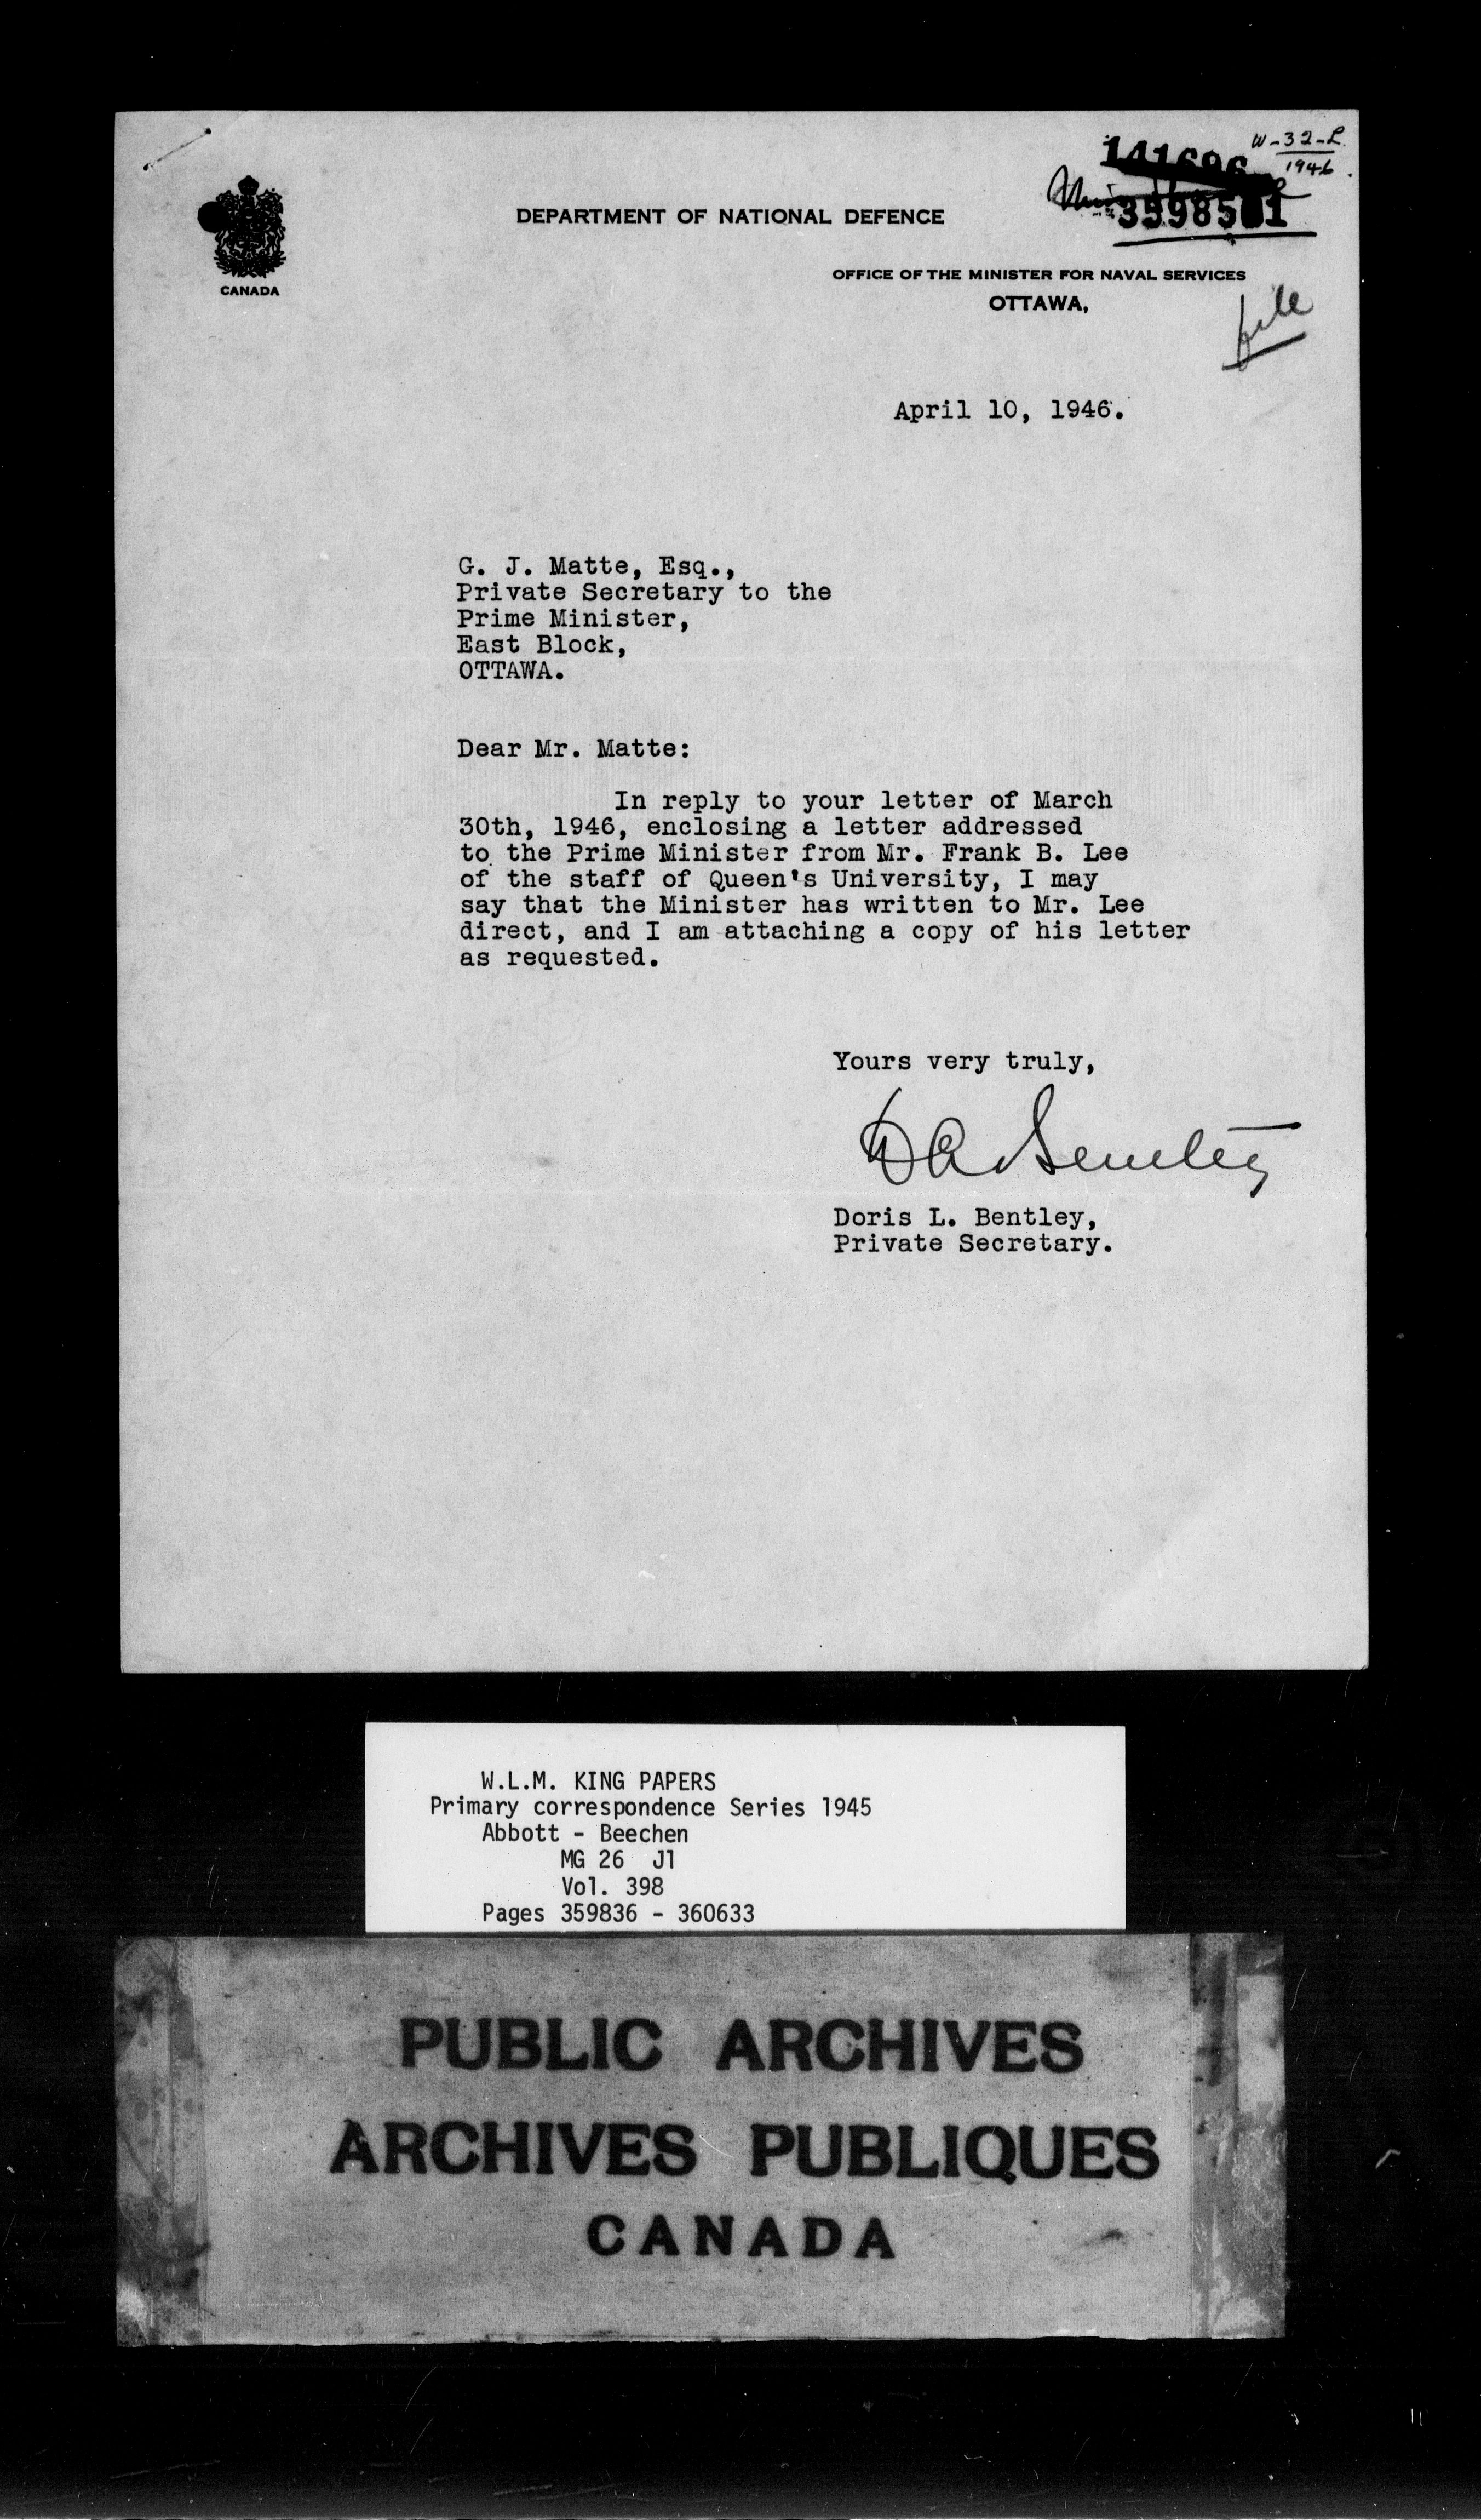 W-32-L.
1946.
141696
3598501
DEPARTMENT OF NATIONAL DEFENCE
CANADA
OFFICE OF THE MINISTER FOR NAVAL SERVICES
OTTAWA,
file
April 10, 1946.
G. J. Matte, Esq.,
Private Secretary to the
Prime Minister,
East Block,
OTTAWA.
Dear Mr. Matte:
In reply to your letter of March
30th, 1946, enclosing a letter addressed
to the Prime Minister from Mr. Frank B. Lee
of the staff of Queen's University, I may
say that the Minister has written to Mr. Lee
direct, and I am attaching a copy of his letter
as requested.
Yours very truly,
Doris L. Bentley,
Private Secretary.
W.L.M. KING PAPERS
Primary correspondence Series 1945
Abbott - Beechen
MG 26 J1
Vol. 398
Pages 359836 - 360633
PUBLIC ARCHIVES
ARCHIVES PUBLIQUES
CANADA